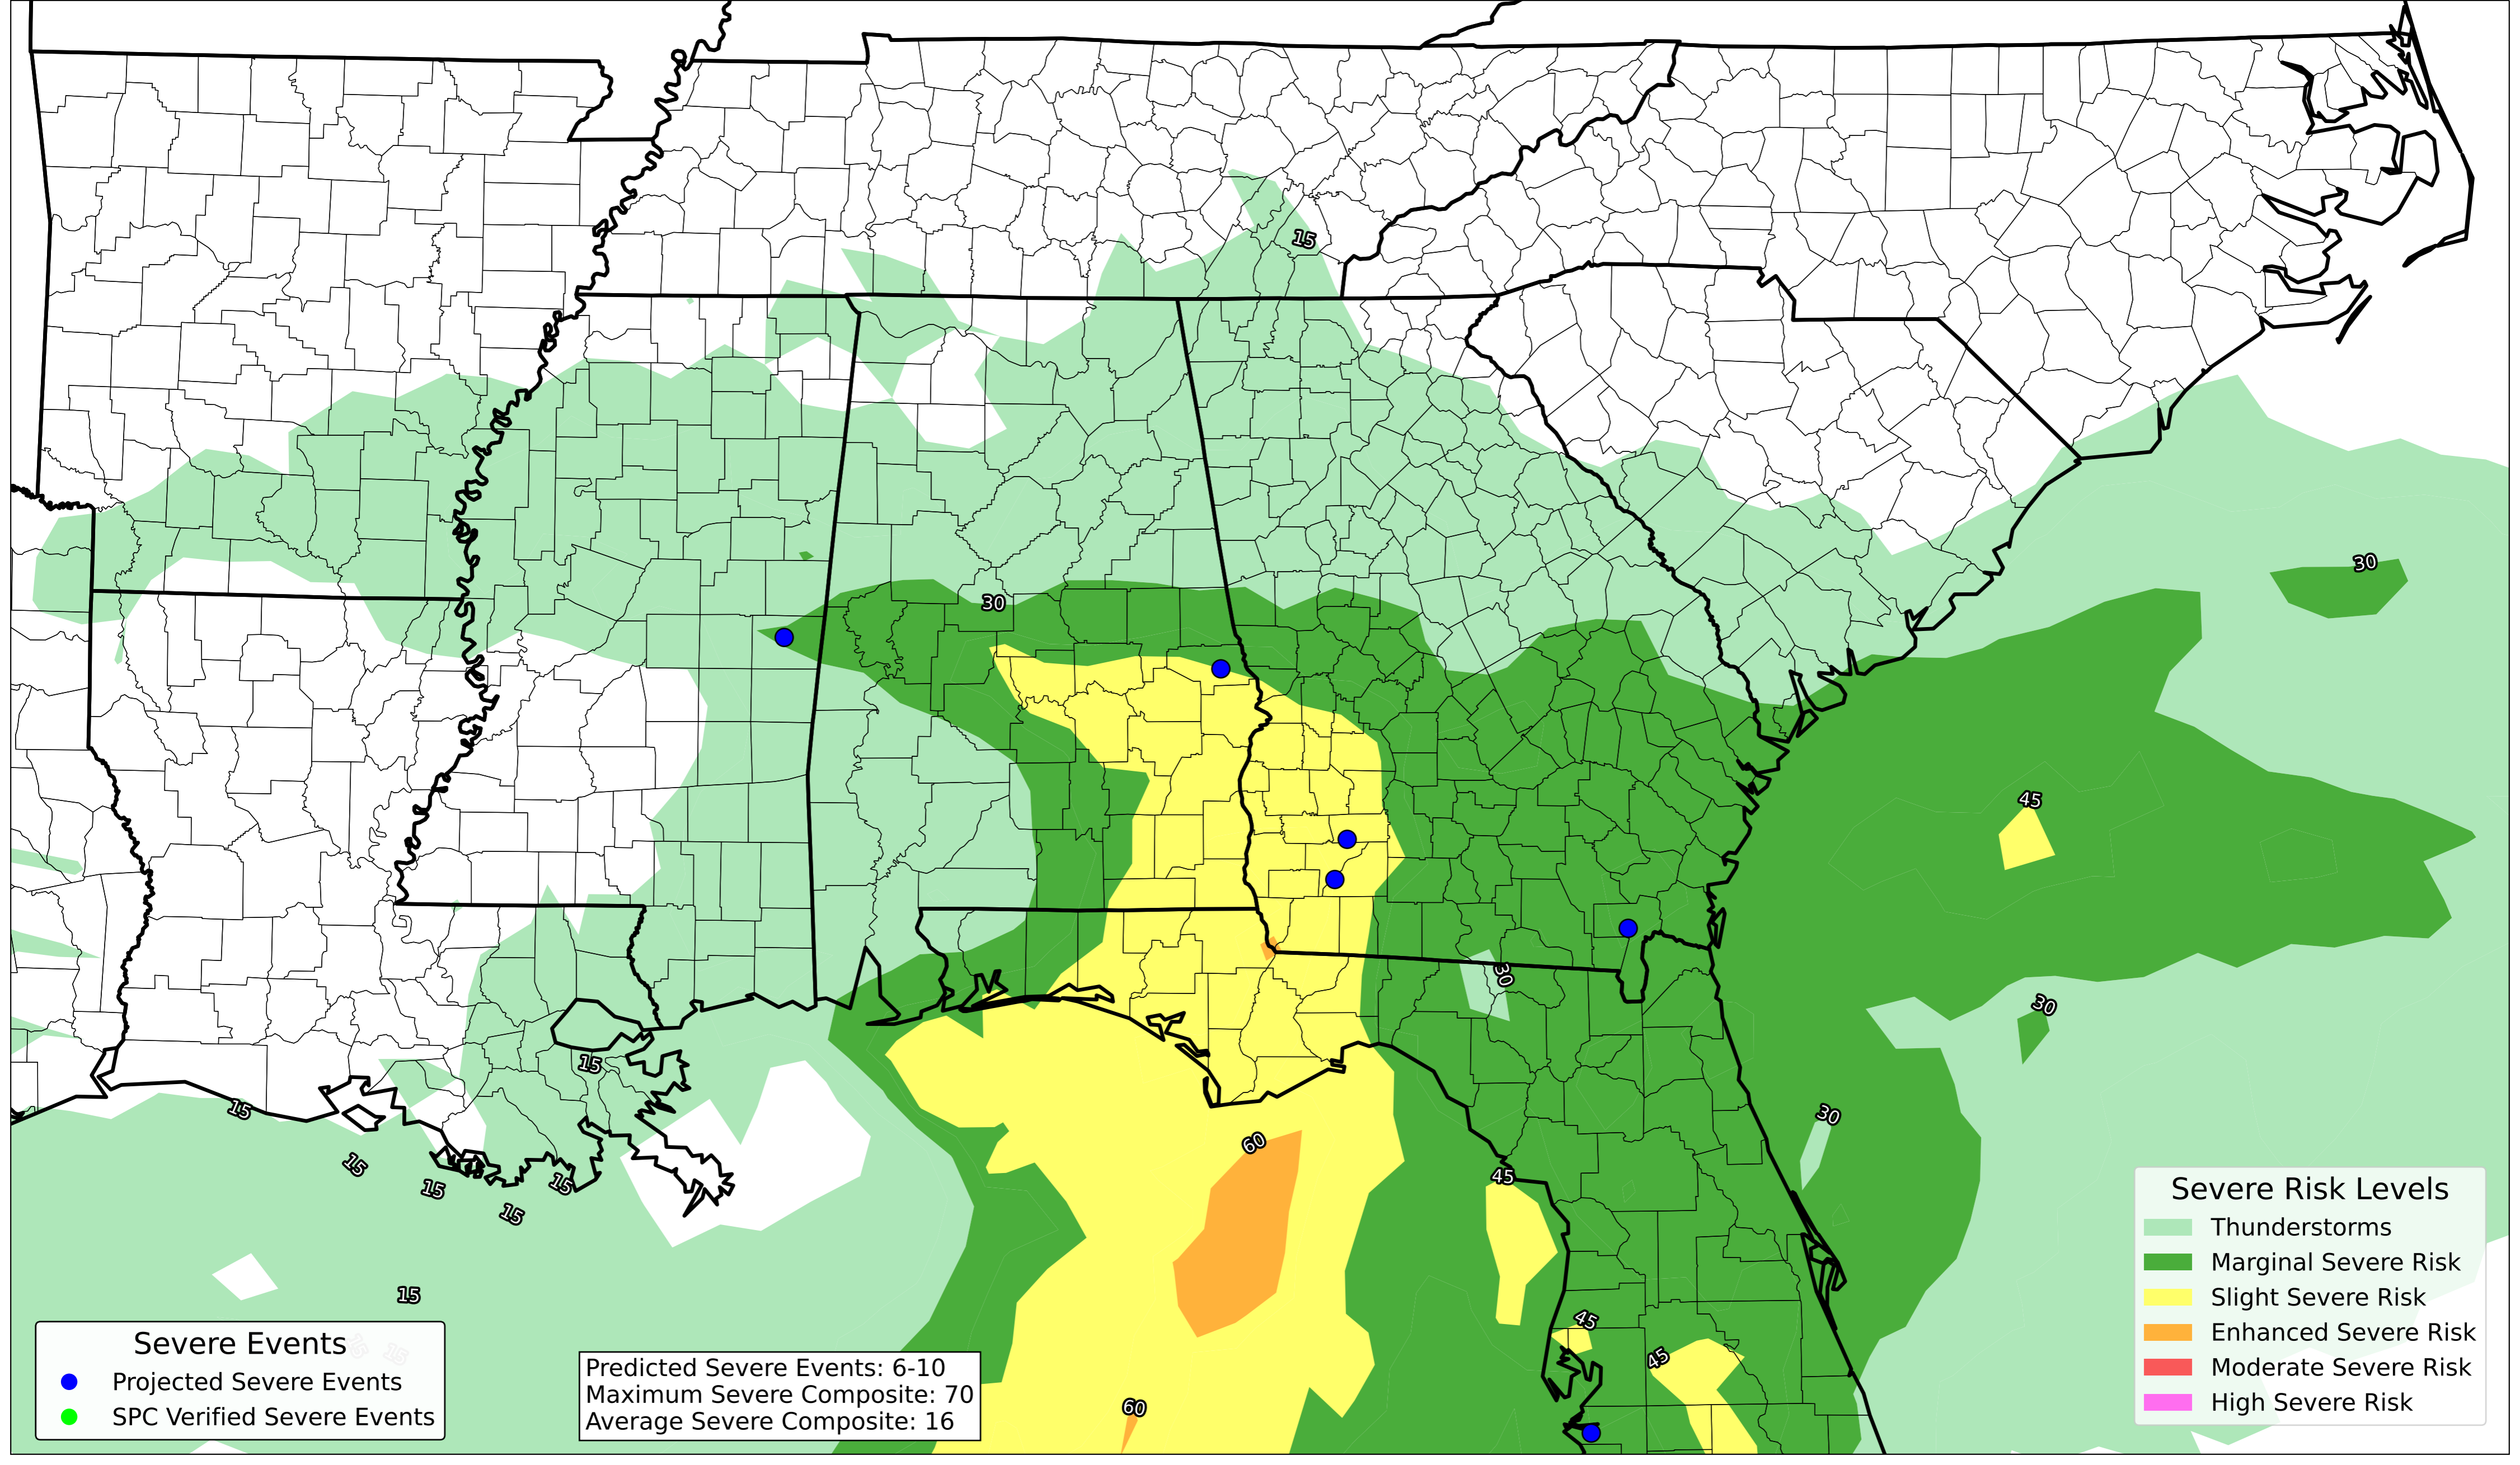 15
30
30
45
30
30
15
15
30
60
15
45
15
15
15
15
45
45
60
Severe Risk Levels
Thunderstorms
Marginal Severe Risk
Slight Severe Risk
Enhanced Severe Risk
Moderate Severe Risk
High Severe Risk
Severe Events
Projected Severe Events
SPC Verified Severe Events
Predicted Severe Events: 6-10
Maximum Severe Composite: 70
Average Severe Composite: 16